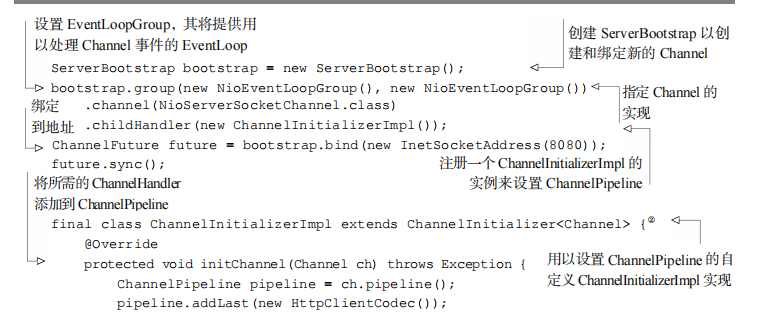 设置 EventLoopGroup，其将提供用
以处理 Channel 事件的 EventLoop
创建 ServerBootstrap 以创
建和绑定新的 Channel
ServerBootstrap bootstrap = new ServerBootstrap();
bootstrap.group(new NioEventLoopGroup(), new NioEventLoopGroup())
指定 Channel 的
实现
绑定
.channel(NioServerSocketChannel.class)
到地址
.childHandler(new ChannelInitializerImpl());
ChannelFuture future = bootstrap.bind(new InetSocketAddress(8080));
future.sync();
注册一个 ChannelInitializerImpl 的
实例来设置 ChannelPipeline
将所需的 ChannelHandler
添加到 ChannelPipeline
final class ChannelInitializerImpl extends ChannelInitializer<Channel> {②
@Override
protected void initChannel(Channel ch) throws Exception {
用以设置 ChannelPipeline 的自
定义 ChannelInitializerImpl 实现
ChannelPipeline pipeline = ch.pipeline();
pipeline.addLast(new HttpClientCodec());